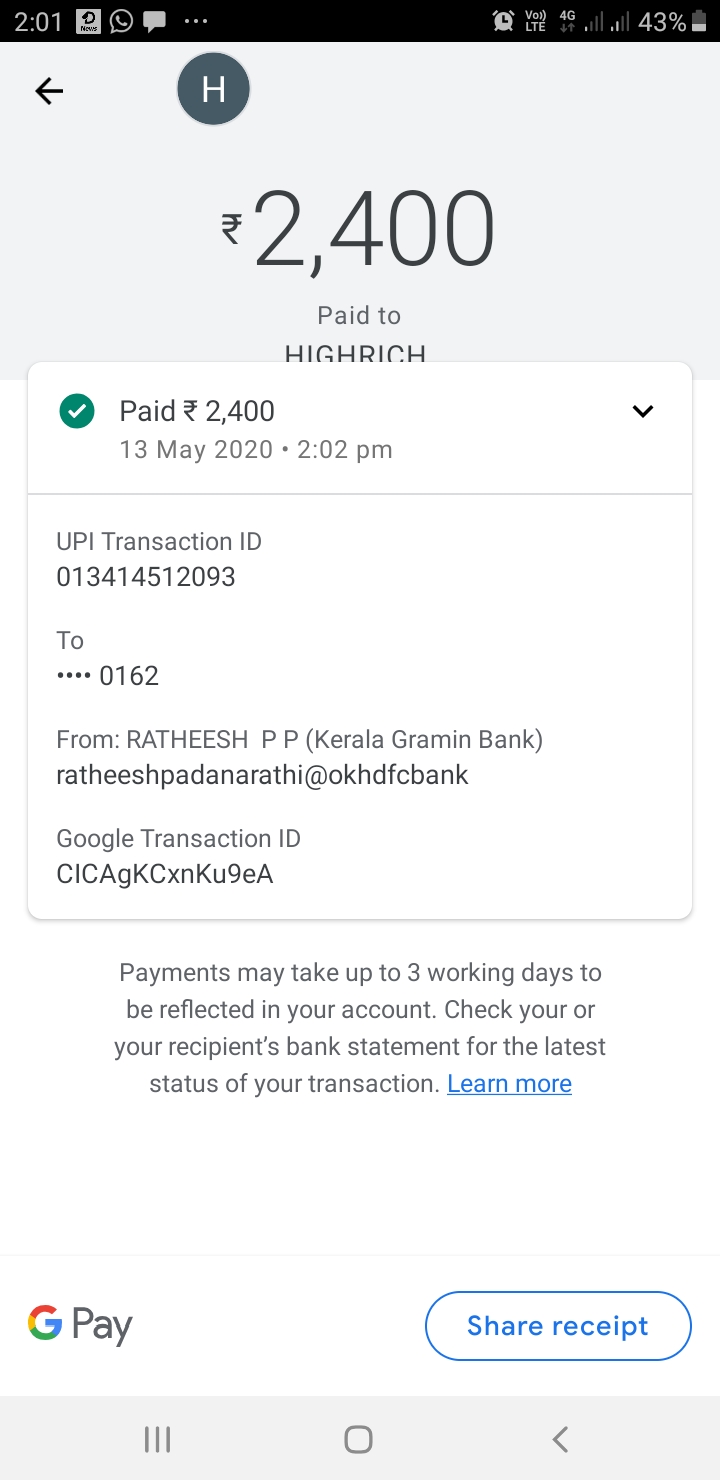 2:01
News
Vo))
LTE
4G
43%
H
₹2,400
Paid to
HIGHRICH
Paid ₹ 2,400
13 May 2020 • 2:02 pm
UPI Transaction ID
013414512093
To
•••• 0162
From: RATHEESH P P (Kerala Gramin Bank)
ratheeshpadanarathi@okhdfcbank
Google Transaction ID
CICAgKCxnKu9eA
Payments may take up to 3 working days to
be reflected in your account. Check your or
your recipient's bank statement for the latest
status of your transaction. Learn more
G Pay
Share receipt